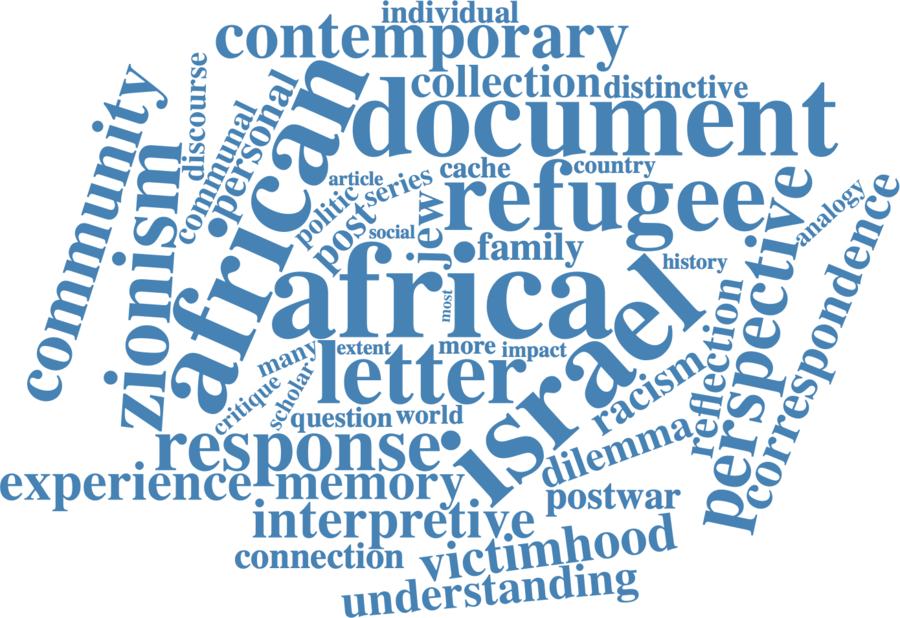 individual
contemporary
collection
distinctive
document
community
discourse
communal
personal
african
zionism
article
cache
country
series
politic
post
social
jew
refugee
family
perspective
analogy
correspondence
history
africa
most
israel
reflection
many
extent
more
impact
letter
critique
scholar
question
world
racism
response
dilemma
experience
memory
postwar
interpretive
connection
victimhood
understanding